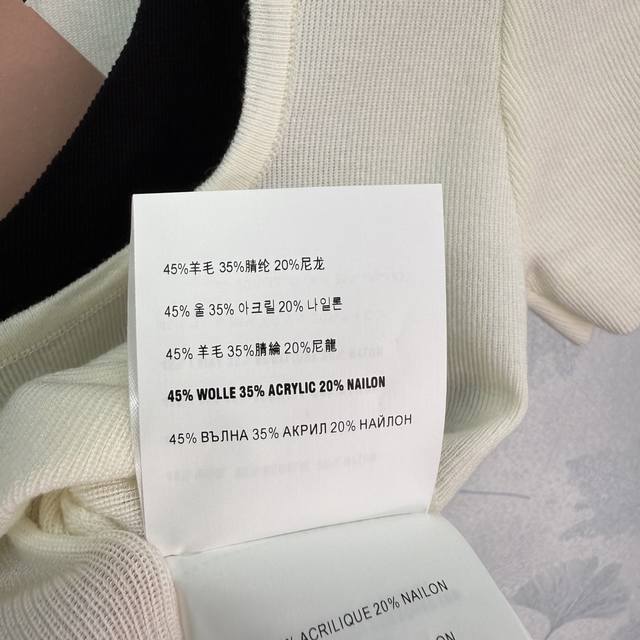 45%羊毛 35%腈纶 20%尼龙
45% 울 35% 아크릴 20% 나일론
45% 羊毛 35%腈綸 20%尼龍
45% WOLLE 35% ACRYLIC 20% NAILON
45% ВЪЛНА 35% АКРИЛ 20% НАЙЛОН
% ACRILIQUE 20% NAILON